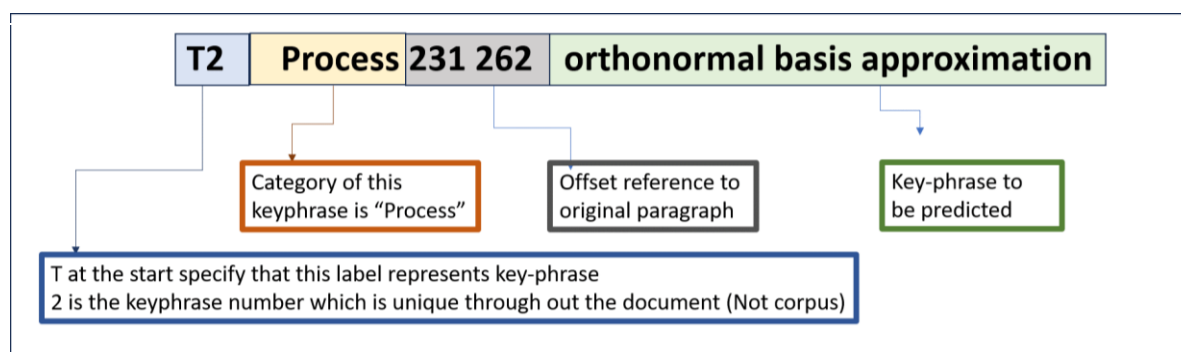 T2 Process 231 262 orthonormal basis approximation
Category of this
keyphrase is “Process”
Offset reference to
original paragraph
Key-phrase to
be predicted
T at the start specify that this label represents key-phrase
2 is the keyphrase number which is unique through out the document (Not corpus)